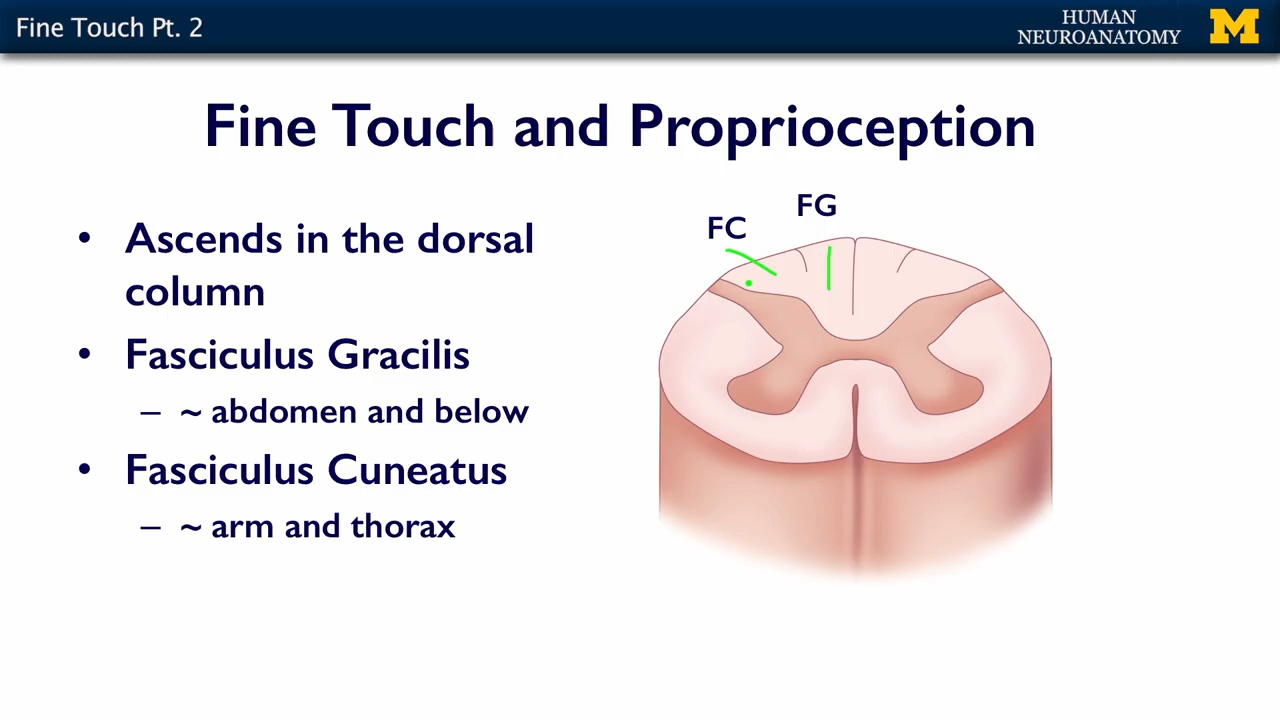 Fine Touch Pt. 2
HUMAN
NEUROANATOMY
M
Fine Touch and Proprioception
• Ascends in the dorsal
column
• Fasciculus Gracilis
– ~ abdomen and below
• Fasciculus Cuneatus
– ~ arm and thorax
FC
FG